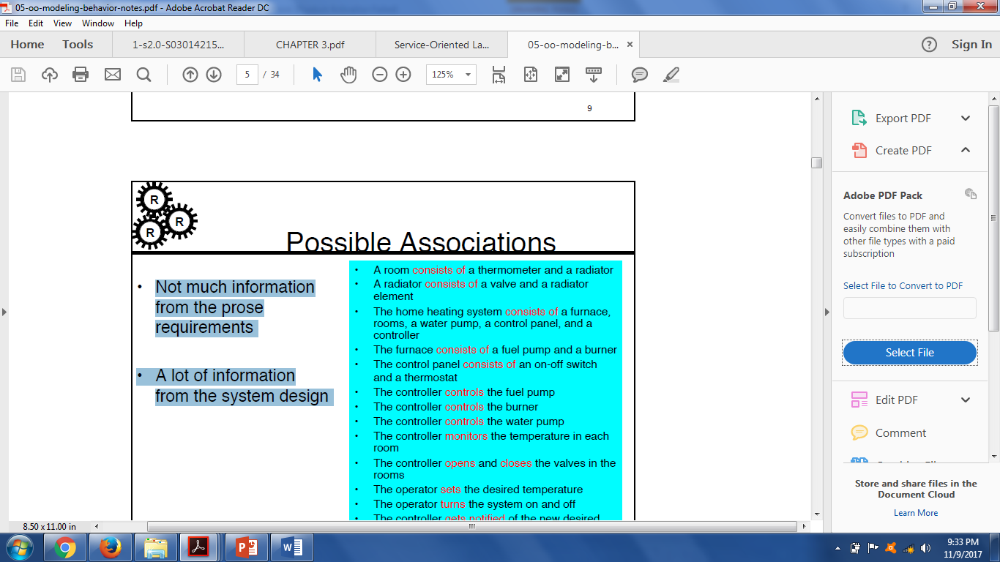 05-oo-modeling-behavior-notes.pdf - Adobe Acrobat Reader DC
File Edit View Window Help
Home Tools 1-s2.0-S03014215... CHAPTER 3.pdf Service-Oriented La... 05-oo-modeling-b... × ? Sign In
5 / 34 125%
9
R
R
R
Possible Associations
• Not much information
from the prose
requirements
• A lot of information
from the system design
• A room consists of a thermometer and a radiator
• A radiator consists of a valve and a radiator
element
• The home heating system consists of a furnace,
rooms, a water pump, a control panel, and a
controller
• The furnace consists of a fuel pump and a burner
• The control panel consists of an on-off switch
and a thermostat
• The controller controls the fuel pump
• The controller controls the burner
• The controller controls the water pump
• The controller monitors the temperature in each
room
• The controller opens and closes the valves in the
rooms
• The operator sets the desired temperature
• The operator turns the system on and off
• The controller gets notified of the new desired
8.50 x 11.00 in
Export PDF
Create PDF
Adobe PDF Pack
Convert files to PDF and
easily combine them with
other file types with a paid
subscription
Select File to Convert to PDF
Select File
Edit PDF
Comment
Store and share files in the
Document Cloud
Learn More
9:33 PM
11/9/2017